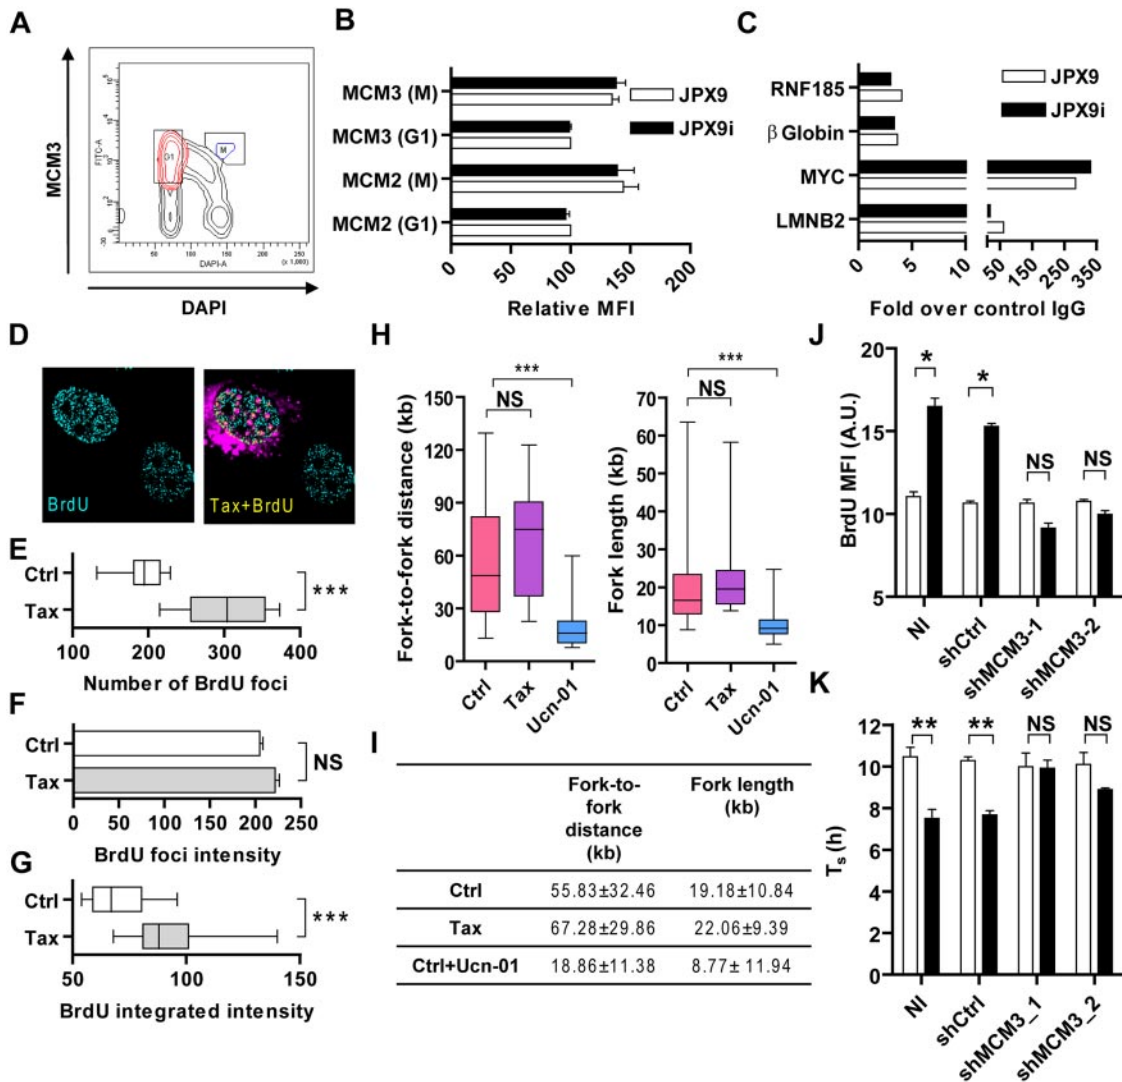 A
MCM3
FITC-A
G1
M
50 100 150 200 250
(x 1,000)
DAPI-A
DAPI
B
MCM3 (M)
MCM3 (G1)
MCM2 (M)
MCM2 (G1)
JPX9
JPX9i
0 50 100 150 200
Relative MFI
C
RNF185
β Globin
MYC
LMNB2
JPX9
JPX9i
0 5 10 50 150 250 350
Fold over control IgG
D
BrdU
Tax+BrdU
E
Ctrl
Tax
***
100 200 300 400
Number of BrdU foci
F
Ctrl
Tax
NS
0 50 100 150 200 250
BrdU foci intensity
G
Ctrl
Tax
***
50 100 150
BrdU integrated intensity
H
Fork-to-fork distance (kb)
150
120
90
60
30
0
***
NS
Ctrl
Tax
Ucn-01
Fork length (kb)
70
60
50
40
30
20
10
0
***
NS
Ctrl
Tax
Ucn-01
I
Fork-to-
fork
distance
(kb)
Fork length
(kb)
Ctrl 55.83±32.46 19.18±10.84
Tax 67.28±29.86 22.06±9.39
Ctrl+Ucn-01 18.86±11.38 8.77± 11.94
J
BrdU MFI (A.U.)
20
15
10
5
* * NS NS
NI
shCtrl
shMCM3-1
shMCM3-2
K
Ts (h)
12
10
8
6
4
2
0
** ** NS NS
NI
shCtrl
shMCM3_1
shMCM3_2